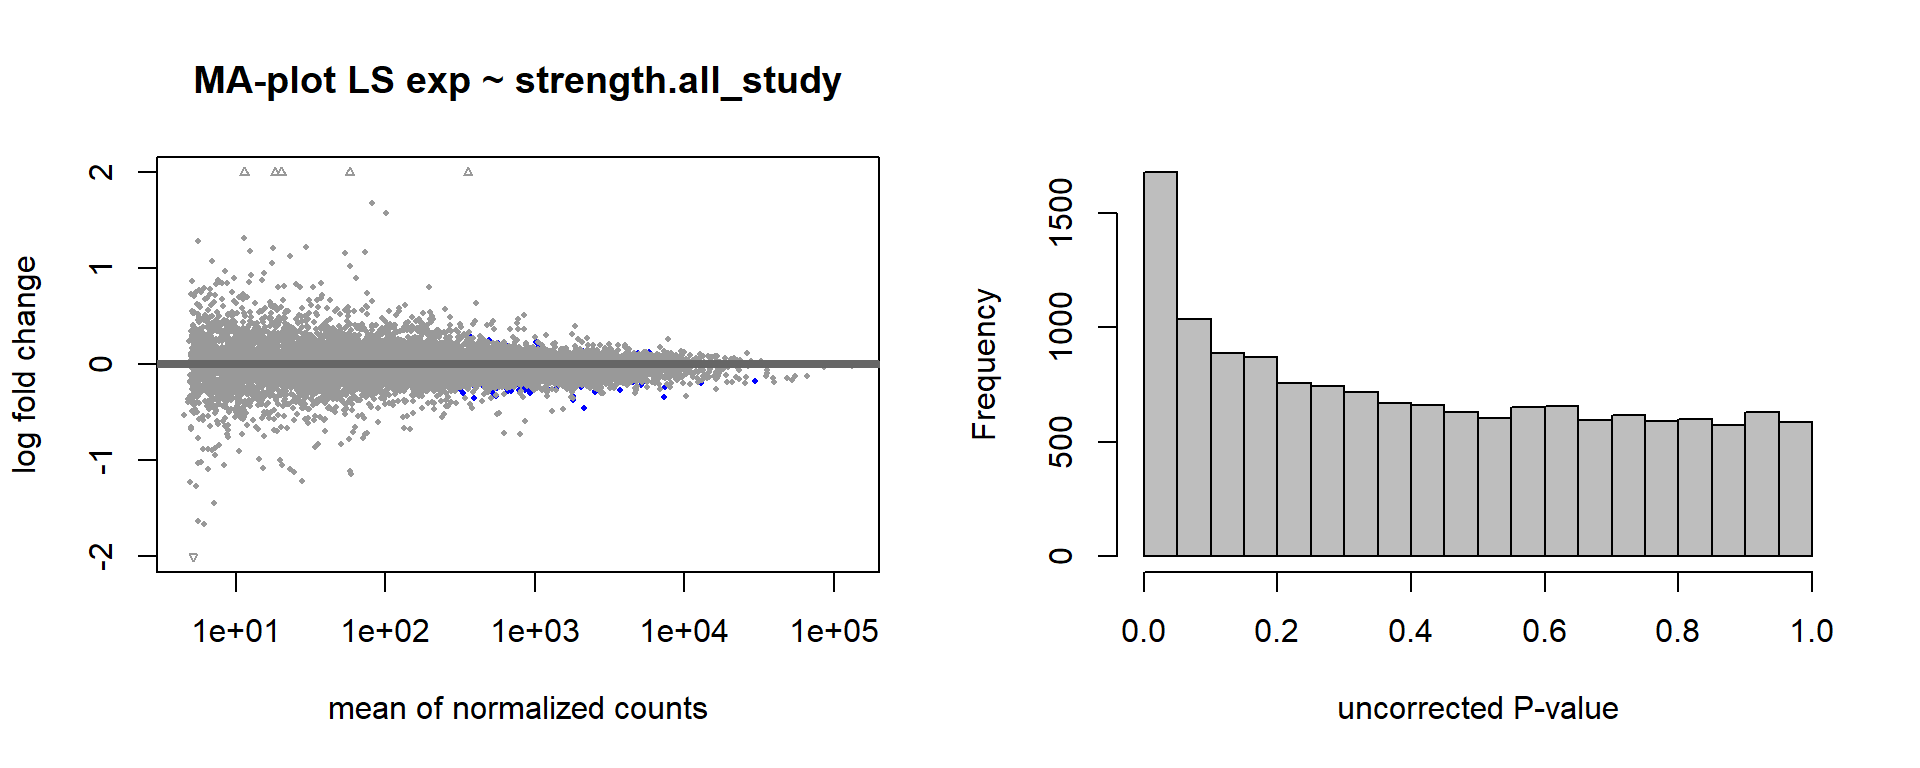 MA-plot LS exp ~ strength.all_study
log fold change
2
1
0
-1
-2
1e+01 1e+02 1e+03 1e+04 1e+05
mean of normalized counts
Frequency
1500
1000
500
0
0.0 0.2 0.4 0.6 0.8 1.0
uncorrected P-value